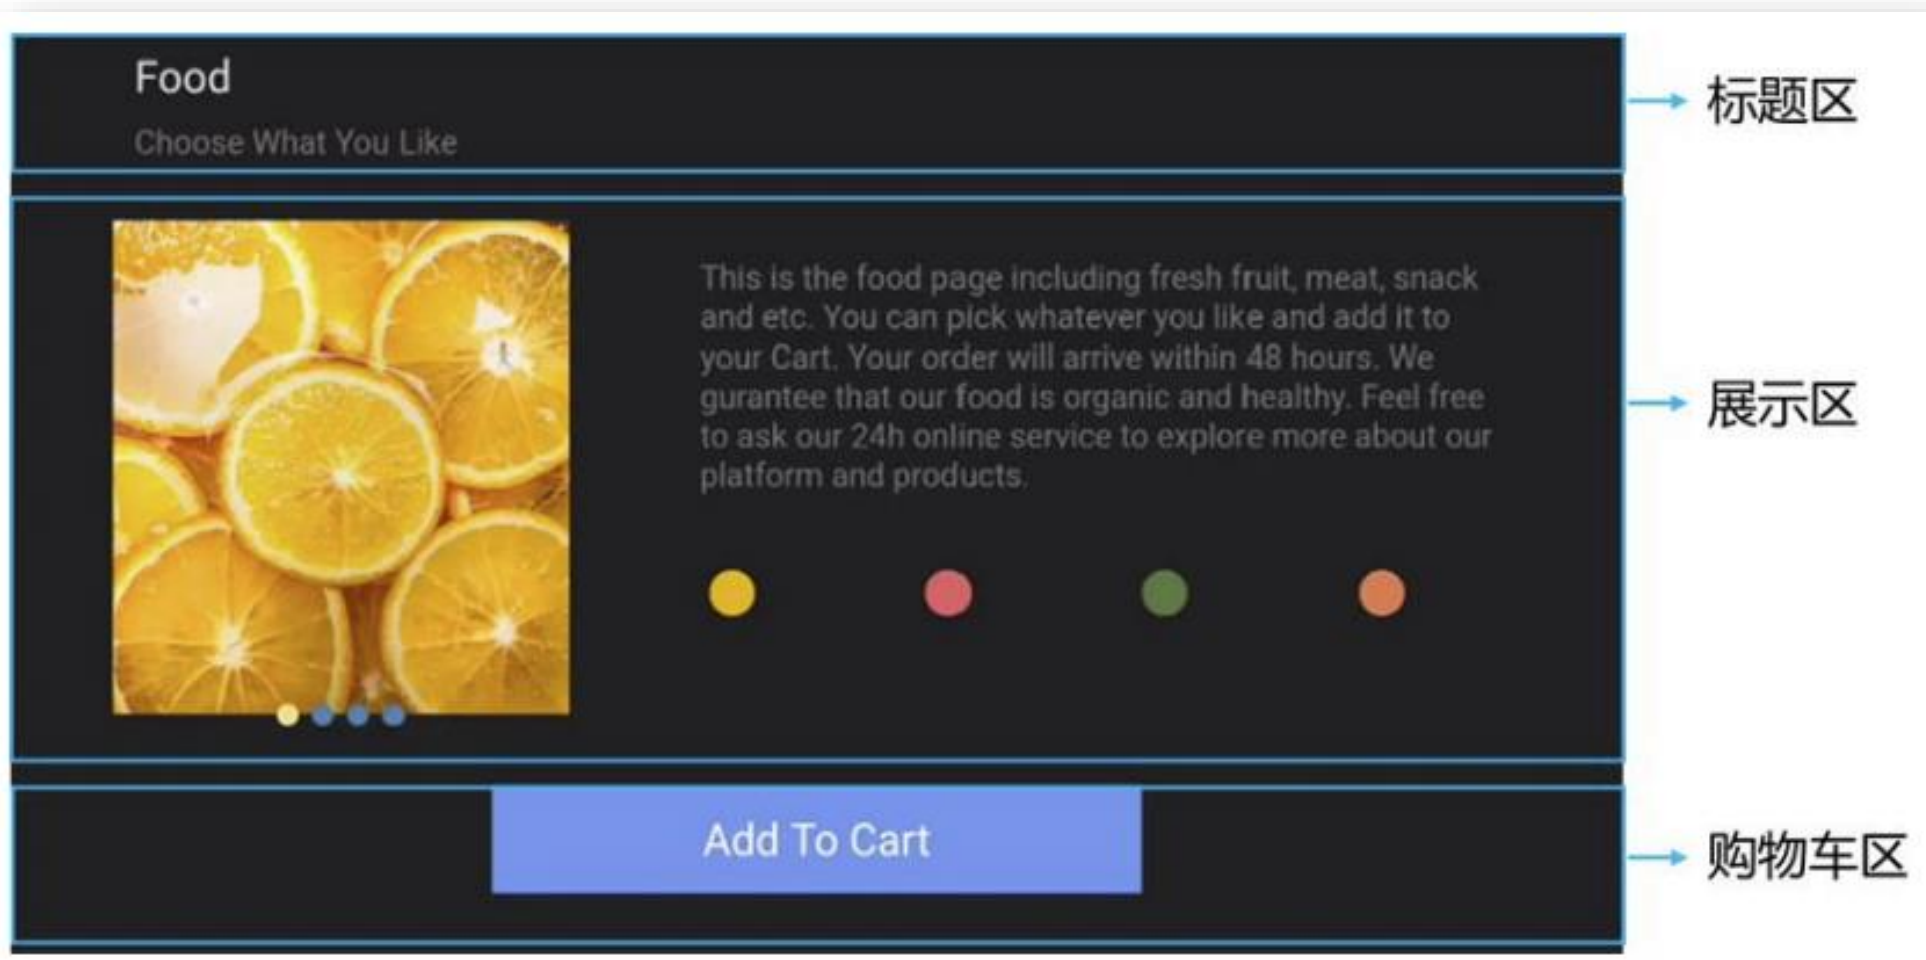 Food
标题区
Choose What You Like
This is the food page including fresh fruit, meat, snack
and etc. You can pick whatever you like and add it to
your Cart. Your order will arrive within 48 hours. We
展示区
gurantee that our food is organic and healthy. Feel free
to ask our 24h online service to explore more about our
platform and products.
Add To Cart
购物车区